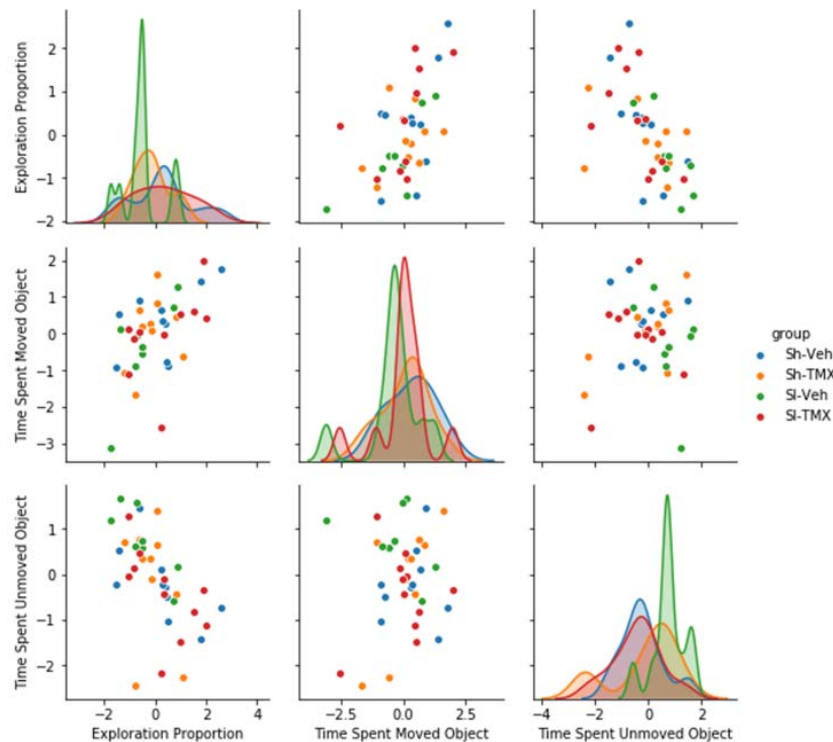 Exploration Proportion
2
1
0
−1
−2
Time Spent Moved Object
2
1
0
−1
−2
−3
group
Sh-Veh
Sh-TMX
SI-Veh
SI-TMX
Time Spent Unmoved Object
1
0
−1
−2
−2 0 2 4
Exploration Proportion
−2.5 0.0 2.5
Time Spent Moved Object
−4 −2 0 2
Time Spent Unmoved Object